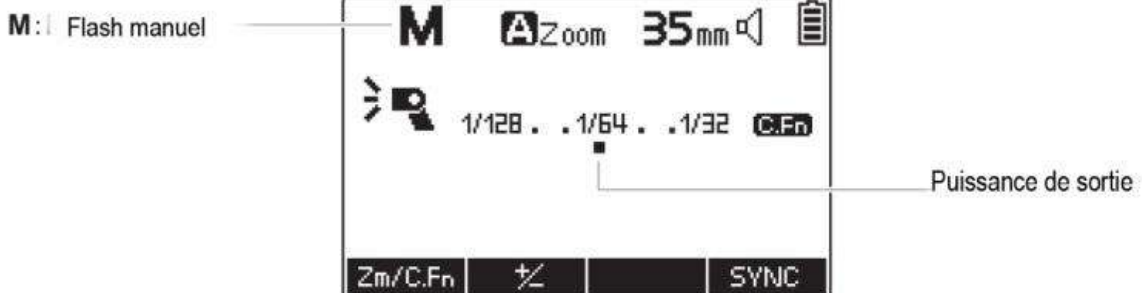 M: Flash manuel
M A Zoom 35mm
1/128 . . 1/64 . . 1/32 C.Fn
Puissance de sortie
Zm/C.Fn +/- SYNC